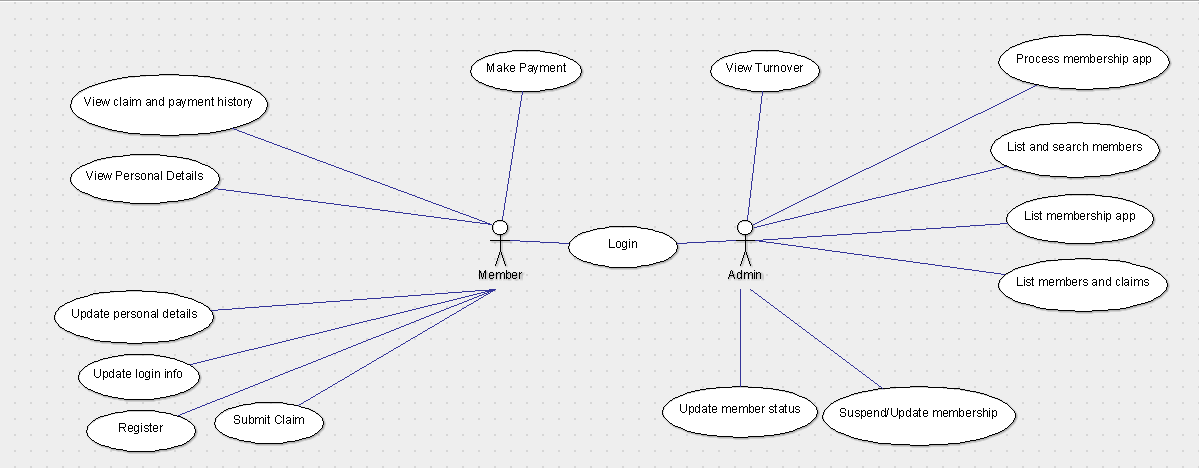 Make Payment
View Turnover
Process membership app
View claim and payment history
List and search members
View Personal Details
List membership app
Login
Member
Admin
List members and claims
Update personal details
Update login info
Register
Submit Claim
Update member status
Suspend/Update membership